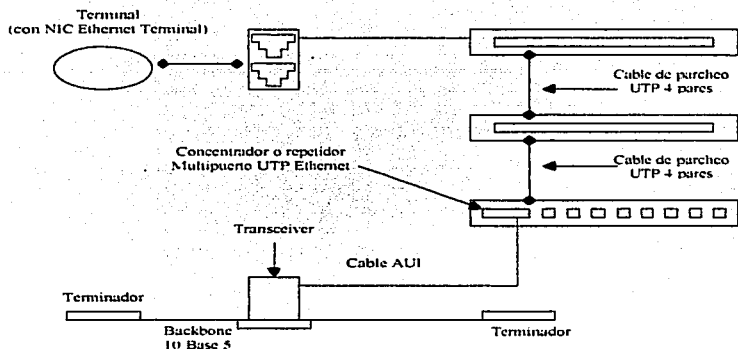 Terminal
(con NIC Ethernet Terminal)
Cable de parcheo
UTP 4 pares
Concentrador o repetidor
Multipuerto UTP Ethernet
Cable de parcheo
UTP 4 pares
Transceiver
Cable AUI
Terminador
Backbone
10 Base 5
Terminador